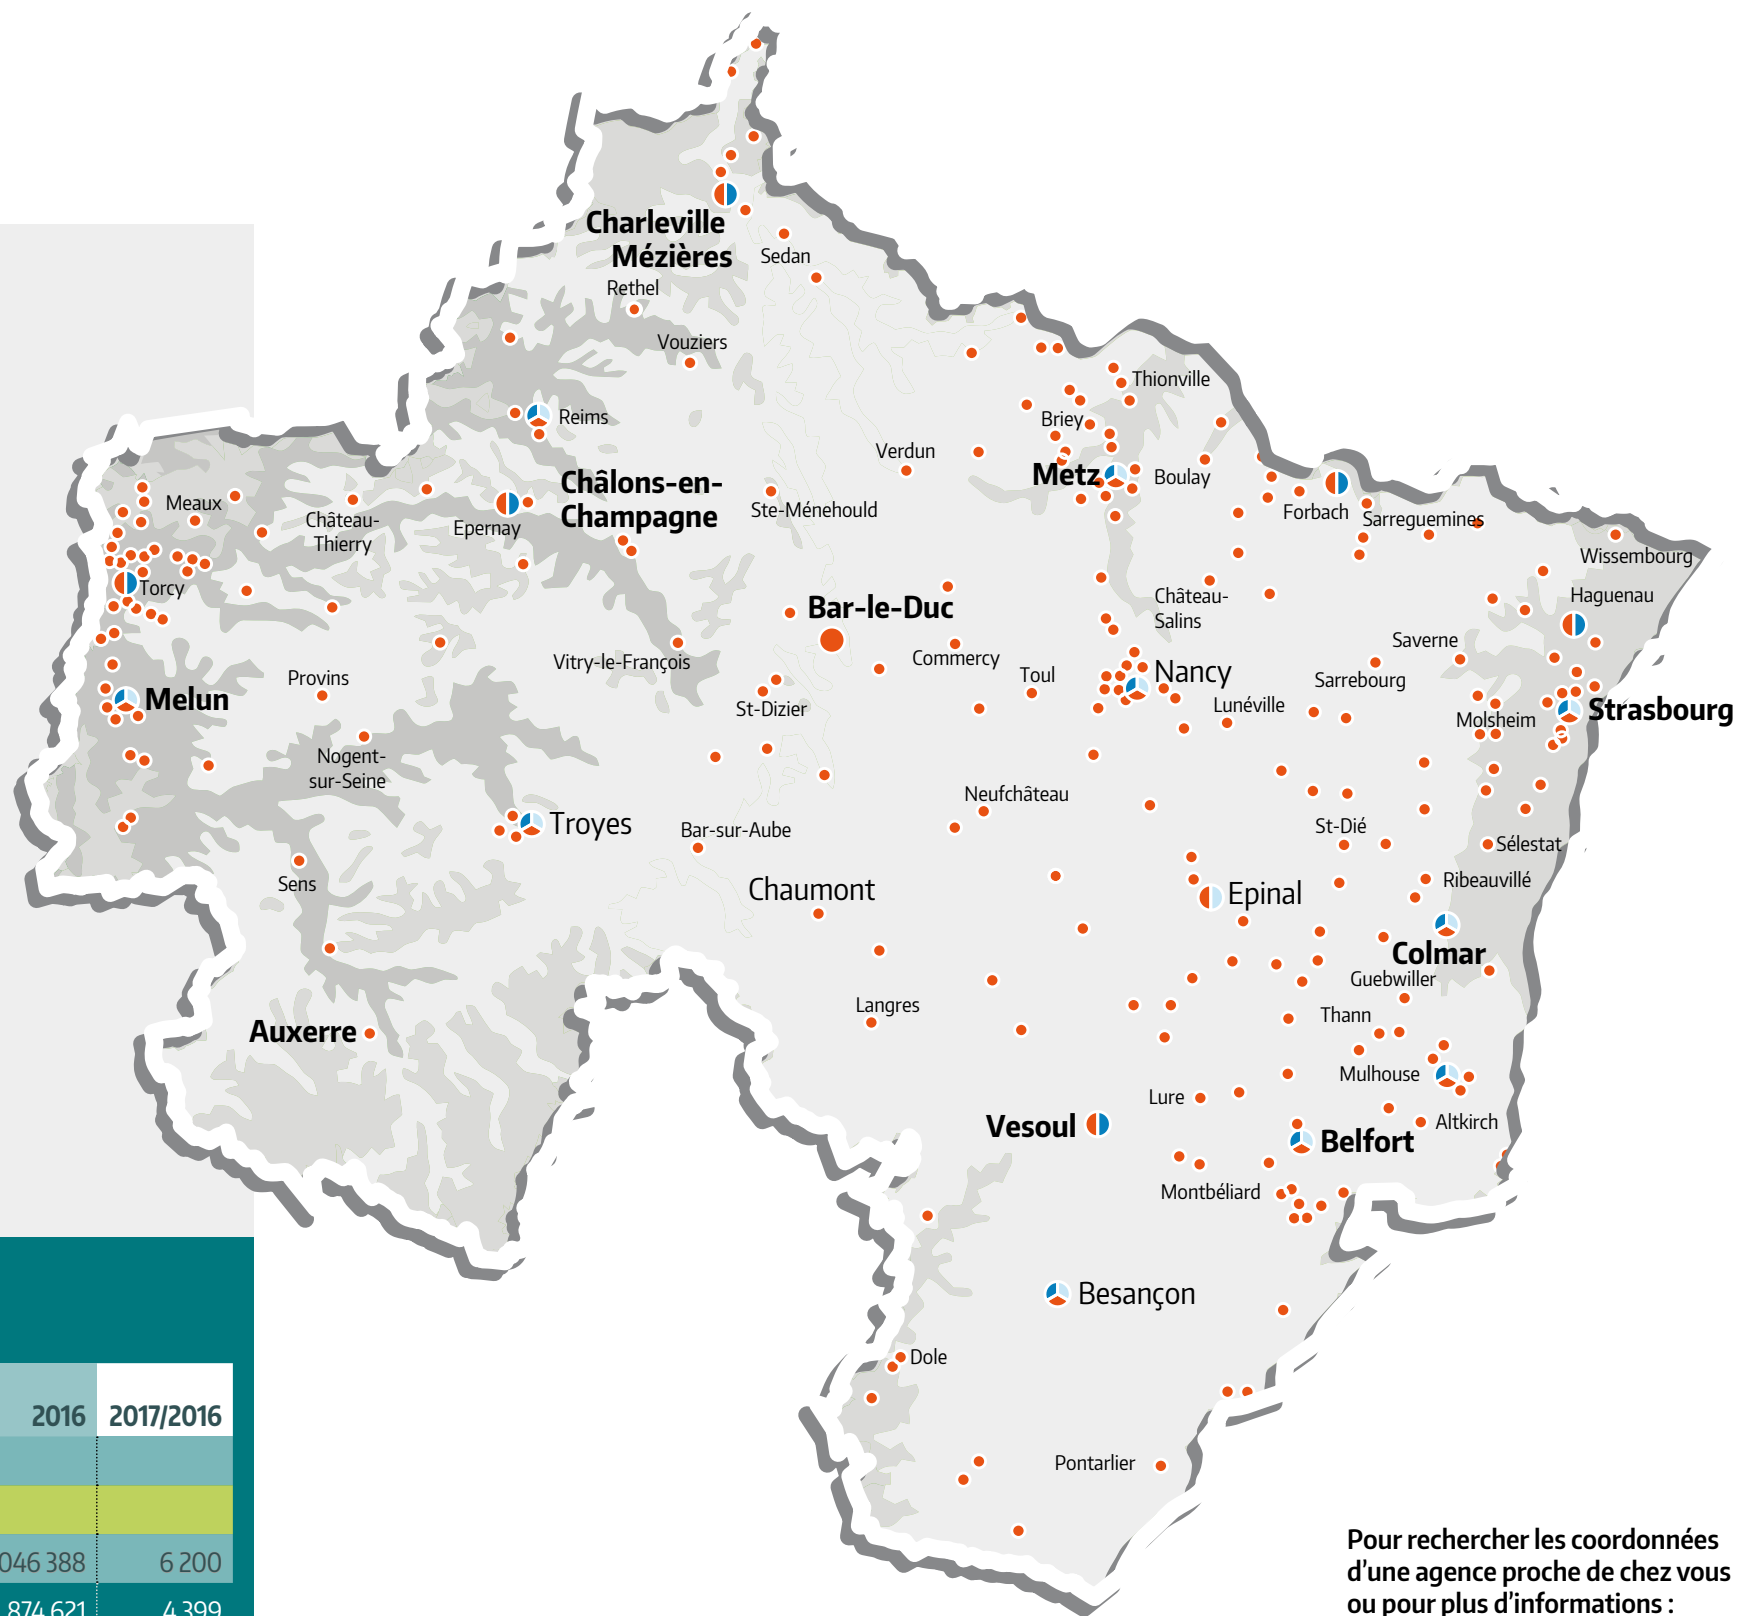 Charleville
Mézières
Sedan
Rethel
Vouziers
Thionville
Reims
Briey
Verdun
Metz
Boulay
Châlons-en-
Champagne
Meaux
Château-
Thierry
Epernay
Ste-Ménehould
Forbach
Sarreguemines
Wissembourg
Torcy
Château-
Salins
Haguenau
Bar-le-Duc
Saverne
Vitry-le-François
Commercy
Toul
Nancy
Sarrebourg
Provins
Melun
St-Dizier
Lunéville
Molsheim
Strasbourg
Nogent-
sur-Seine
Neufchâteau
Troyes
Bar-sur-Aube
St-Dié
Sélestat
Sens
Chaumont
Epinal
Ribeauvillé
Colmar
Guebwiller
Langres
Thann
Auxerre
Mulhouse
Lure
Vesoul
Altkirch
Belfort
Montbéliard
Besançon
Dole
Pontarlier
2016 2017/2016
046 388 6 200
874 621 4 399
Pour rechercher les coordonnées
d'une agence proche de chez vous
ou pour plus d'informations :